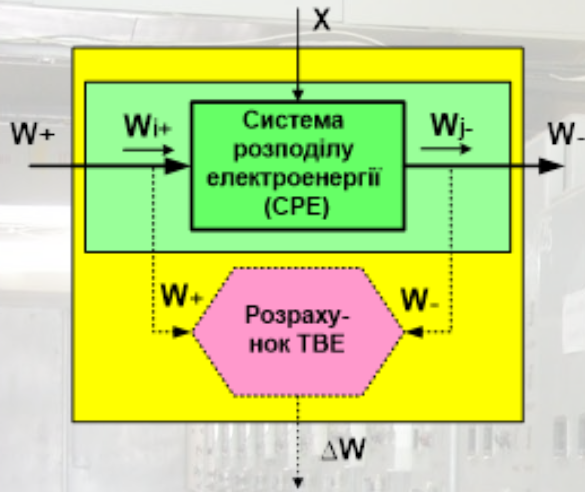 X
W+
Wi+
Система
розподілу
електроенергії
(СРЕ)
Wj-
W-
W+
Розраху-
нок ТВЕ
W-
ΔW